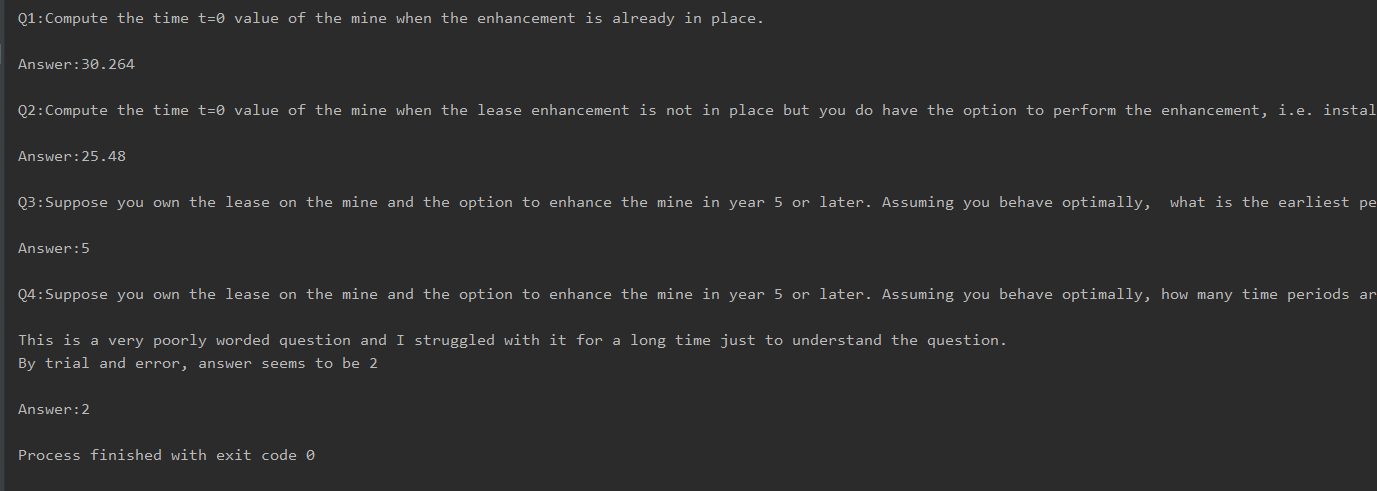 Q1:Compute the time t=0 value of the mine when the enhancement is already in place.
Answer:30.264
Q2:Compute the time t=0 value of the mine when the lease enhancement is not in place but you do have the option to perform the enhancement, i.e. instal
Answer:25.48
Q3:Suppose you own the lease on the mine and the option to enhance the mine in year 5 or later. Assuming you behave optimally,  what is the earliest pe
Answer:5
Q4:Suppose you own the lease on the mine and the option to enhance the mine in year 5 or later. Assuming you behave optimally, how many time periods ar
This is a very poorly worded question and I struggled with it for a long time just to understand the question.
By trial and error, answer seems to be 2
Answer:2
Process finished with exit code 0